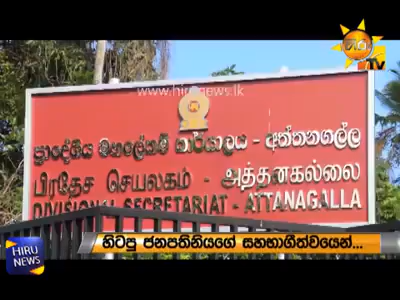 www.hirunews.lk
හිරු
TV
ප්‍රාදේශීය මහලේකම් කාර්යාලය - අත්තනගල්ල
பிரதேச செயலகம் - அத்தனகல்லை
DIVISIONAL SECRETARIAT - ATTANAGALLA
HIRU
NEWS
හිටපු ජනපතිනියගේ සහභාගීත්වයෙන්...